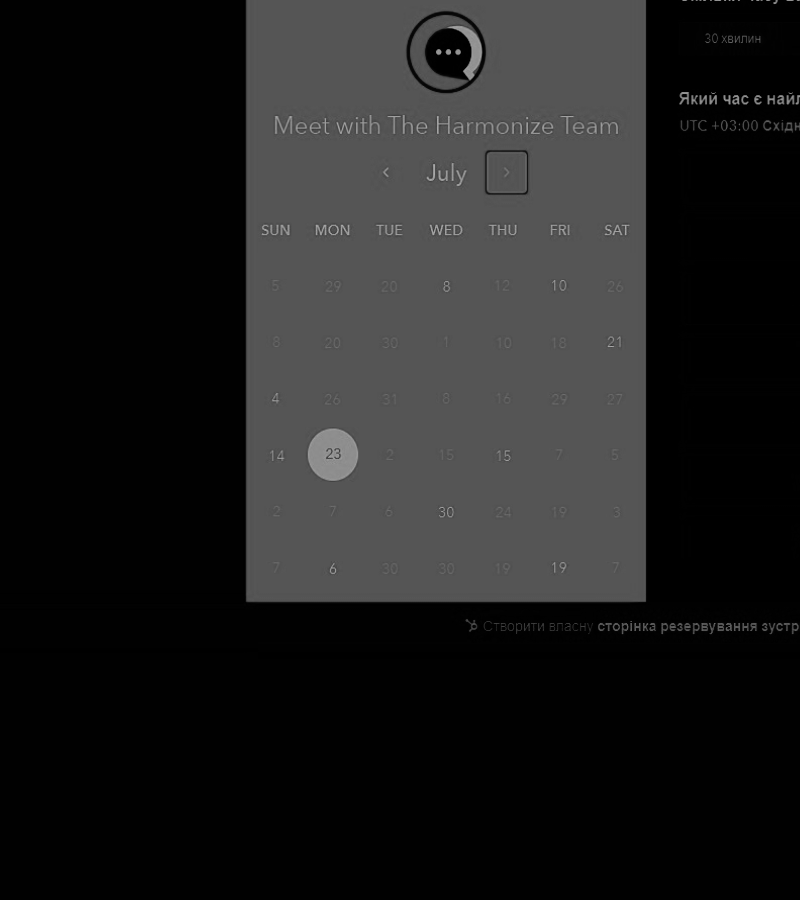 30 хвилин
Який час є най
UTC +03:00 Східн
Meet with The Harmonize Team
July
SUN MON TUE WED THU FRI SAT
5 29 20 8 12 10 26
8 20 30 1 10 18 21
4 26 31 8 16 29 27
14 23 2 15 15 7 5
2 7 6 30 24 19 3
7 6 30 30 19 19 7
Створити власну сторінка резервування зустр